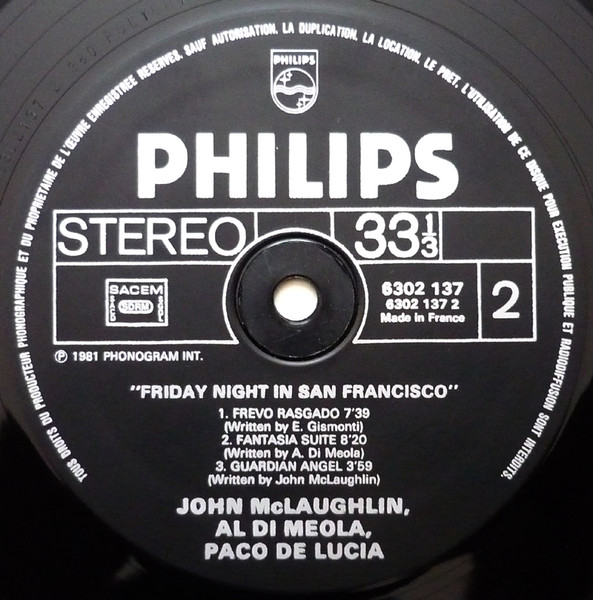 TOUS DROITS DU PRODUCTEUR PHONOGRAPHIQUE ET DU PROPRIETAIRE DE L'ŒUVRE ENREGISTREE RESERVES. SAUF AUTORISATION. LA DUPLICATION. LA LOCATION. LE PRET. L'UTILISATION DE CE DISQUE POUR EXECUTION PUBLIQUE ET RADIODIFFUSION SONT INTERDITS.
PHILIPS
PHILIPS
STEREO
33 1/3
SACEM
SACD
SDRM
SGDL
6302 137
6302 137 2
Made in France
2
℗ 1981 PHONOGRAM INT.
"FRIDAY NIGHT IN SAN FRANCISCO"
1. FREVO RASGADO 7'39
(Written by E. Gismonti)
2. FANTASIA SUITE 8'20
(Written by A. Di Meola)
3. GUARDIAN ANGEL 3'59
(Written by John McLaughlin)
JOHN McLAUGHLIN,
AL DI MEOLA,
PACO DE LUCIA